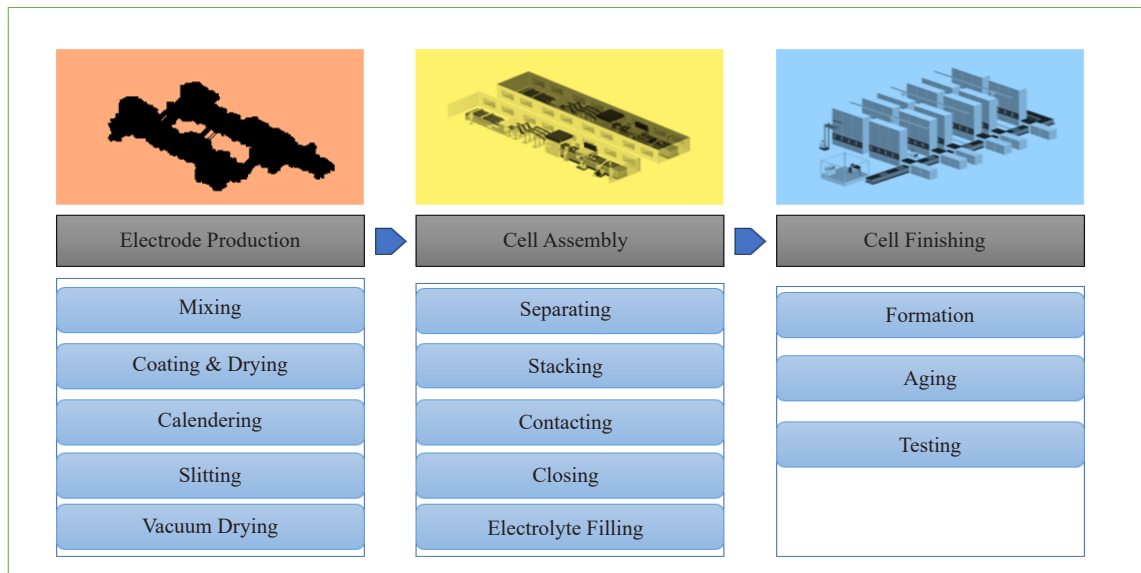 Electrode Production
Cell Assembly
Cell Finishing
Mixing
Coating & Drying
Calendering
Slitting
Vacuum Drying
Separating
Stacking
Contacting
Closing
Electrolyte Filling
Formation
Aging
Testing